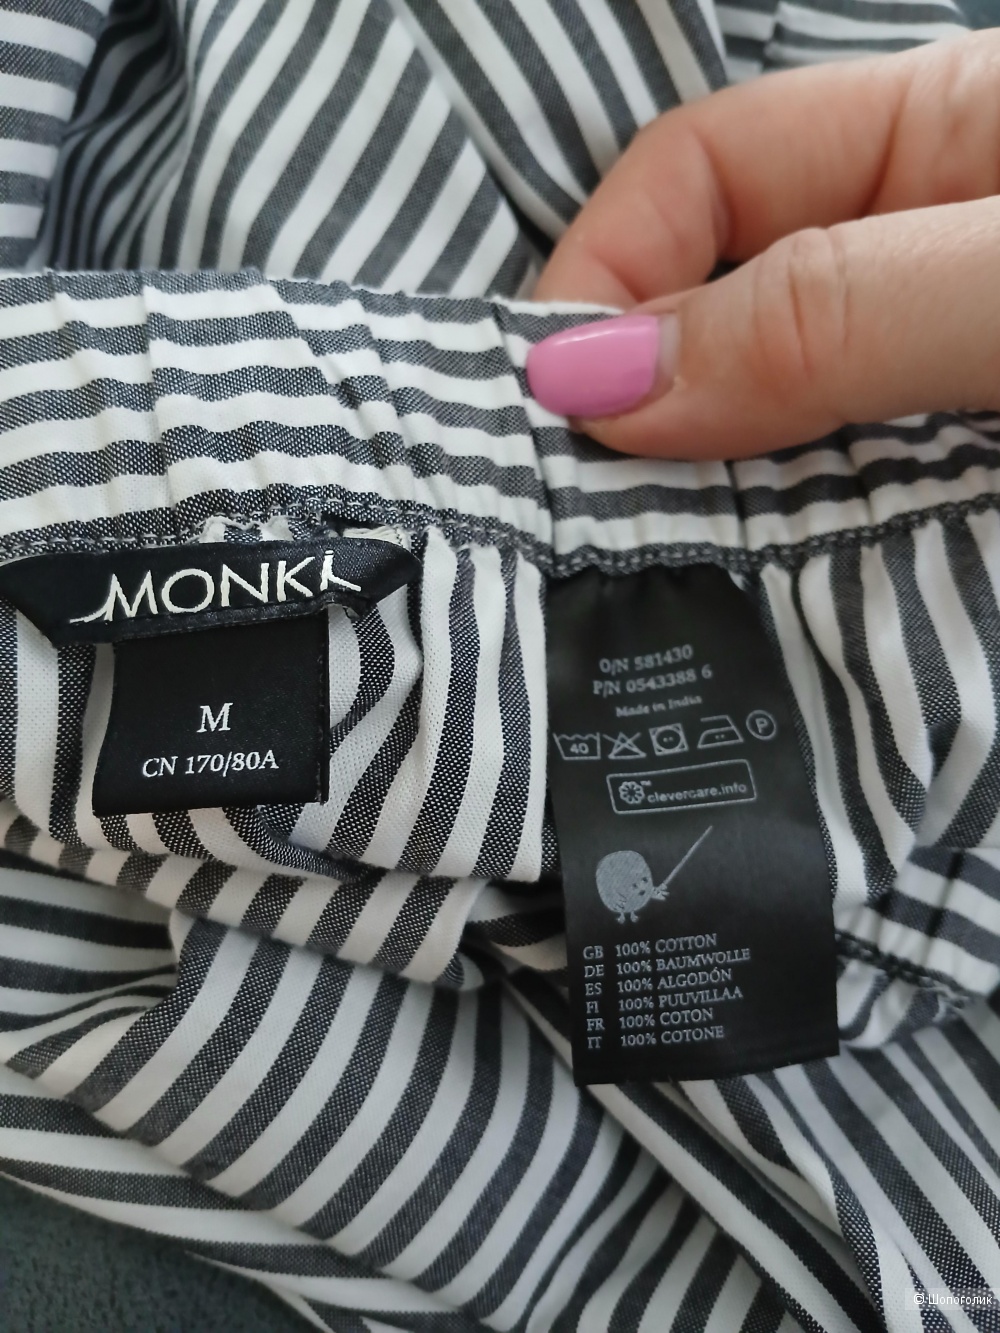 MONKI
M
CN 170/80A
O/N 581430
P/N 0543388 6
Made in India
40
P
clevercare.info
GB 100% COTTON
DE 100% BAUMWOLLE
ES 100% ALGODÓN
FI 100% PUUVILLAA
FR 100% COTON
IT 100% COTONE
Шопоголик